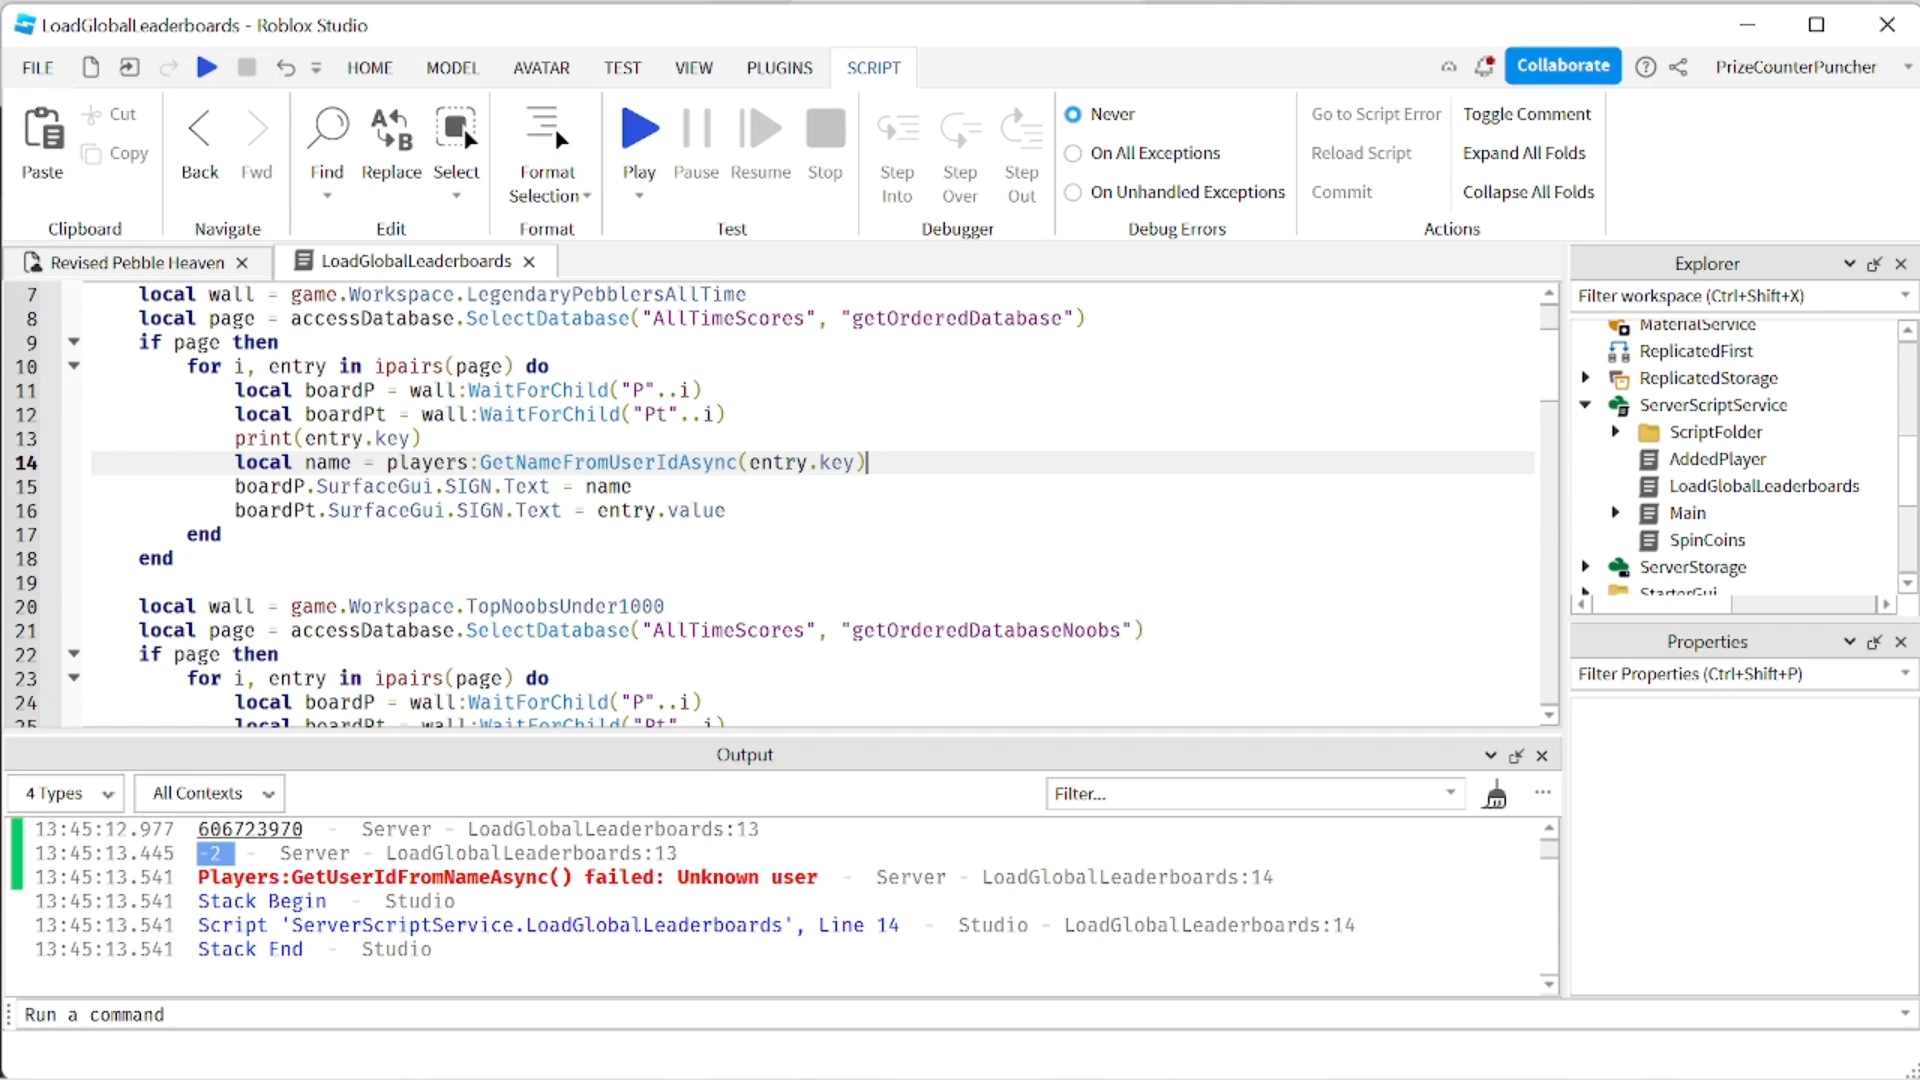 LoadGlobalLeaderboards - Roblox Studio
FILE HOME MODEL AVATAR TEST VIEW PLUGINS SCRIPT Collaborate PrizeCounterPuncher
Paste Cut Copy
Clipboard
Back Fwd
Navigate
Find Replace Select
Edit
Format Selection
Format
Play Pause Resume Stop
Test
Step Into Step Over Step Out
Debugger
Never
On All Exceptions
On Unhandled Exceptions
Debug Errors
Go to Script Error Toggle Comment
Reload Script Expand All Folds
Commit Collapse All Folds
Actions
Revised Pebble Heaven LoadGlobalLeaderboards
7 local wall = game.Workspace.LegendaryPebblersAllTime
8 local page = accessDatabase.SelectDatabase("AllTimeScores", "getOrderedDatabase")
9 if page then
10 for i, entry in ipairs(page) do
11 local boardP = wall:WaitForChild("P"..i)
12 local boardPt = wall:WaitForChild("Pt"..i)
13 print(entry.key)
14 local name = players:GetNameFromUserIdAsync(entry.key)
15 boardP.SurfaceGui.SIGN.Text = name
16 boardPt.SurfaceGui.SIGN.Text = entry.value
17 end
18 end
19
20 local wall = game.Workspace.TopNoobsUnder1000
21 local page = accessDatabase.SelectDatabase("AllTimeScores", "getOrderedDatabaseNoobs")
22 if page then
23 for i, entry in ipairs(page) do
24 local boardP = wall:WaitForChild("P"..i)
25 local boardPt = wall:WaitForChild("Pt"..i)
Output
4 Types All Contexts Filter...
13:45:12.977 606723970 - Server - LoadGlobalLeaderboards:13
13:45:13.445 -2 - Server - LoadGlobalLeaderboards:13
13:45:13.541 Players:GetUserIdFromNameAsync() failed: Unknown user - Server - LoadGlobalLeaderboards:14
13:45:13.541 Stack Begin - Studio
13:45:13.541 Script 'ServerScriptService.LoadGlobalLeaderboards', Line 14 - Studio - LoadGlobalLeaderboards:14
13:45:13.541 Stack End - Studio
Run a command
Explorer
Filter workspace (Ctrl+Shift+X)
MaterialService
ReplicatedFirst
ReplicatedStorage
ServerScriptService
ScriptFolder
AddedPlayer
LoadGlobalLeaderboards
Main
SpinCoins
ServerStorage
StarterGui
Properties
Filter Properties (Ctrl+Shift+P)